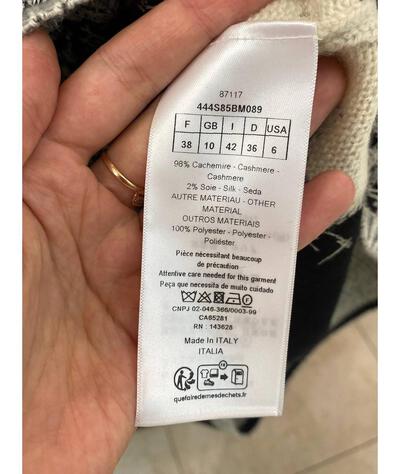 87117
444S85BM089
F GB I D USA
38 10 42 36 6
98% Cachemire - Cashmere -
Cashmere
2% Soie - Silk - Seda
AUTRE MATERIAU - OTHER
MATERIAL
OUTROS MATERIAIS
100% Polyester - Polyester -
Poliéster
Pièce nécessitant beaucoup
de précaution
Attentive care needed for this garment
Peça que necessita de muito cuidado
CNPJ 02-046-366/0003-99
CA65281
RN : 143628
Made In ITALY
ITALIA
FR
quefairedemesdechets.fr